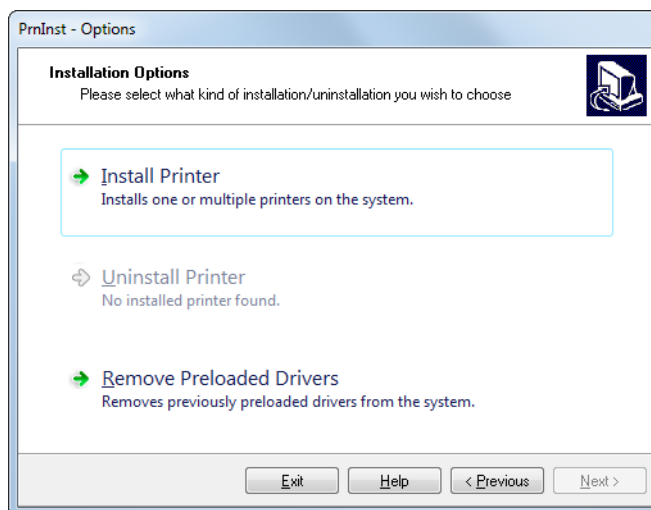 PrnInst - Options
Installation Options
Please select what kind of installation/uninstallation you wish to choose
Install Printer
Installs one or multiple printers on the system.
Uninstall Printer
No installed printer found.
Remove Preloaded Drivers
Removes previously preloaded drivers from the system.
Exit
Help
< Previous
Next >